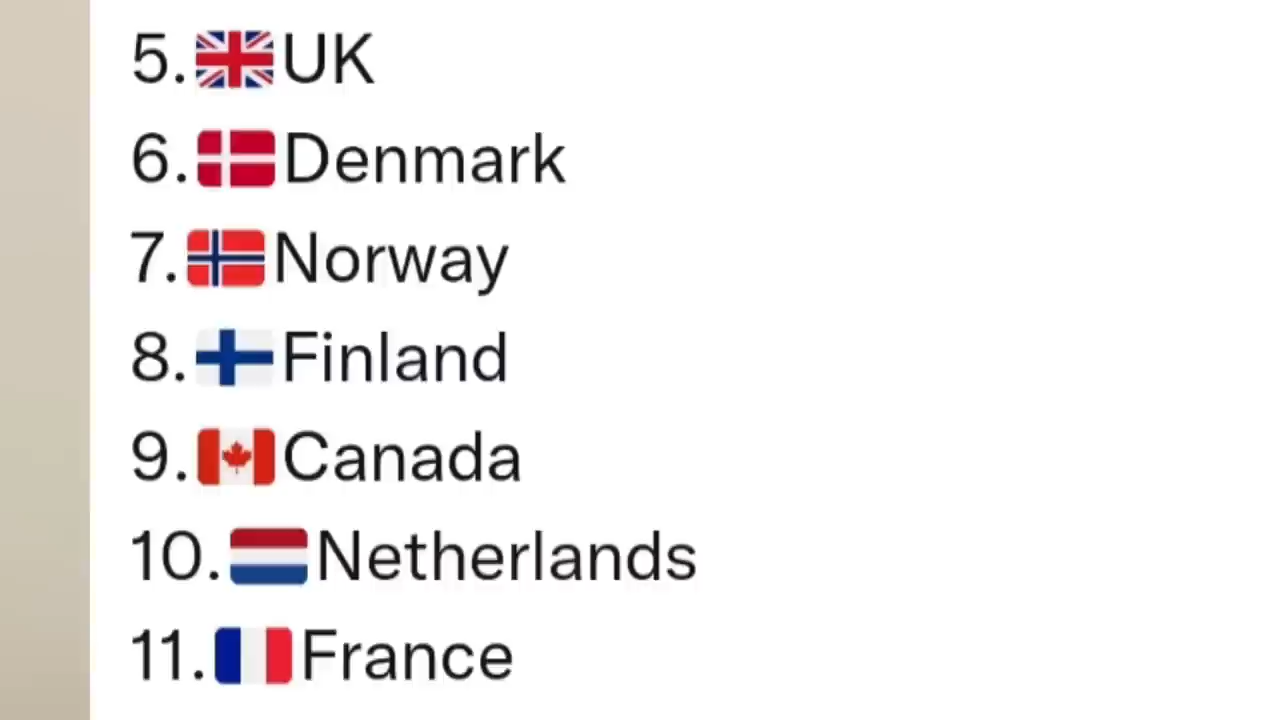 5.🇬🇧UK
6.🇩🇰Denmark
7.🇳🇴Norway
8.🇫🇮Finland
9.🇨🇦Canada
10.🇳🇱Netherlands
11.🇫🇷France